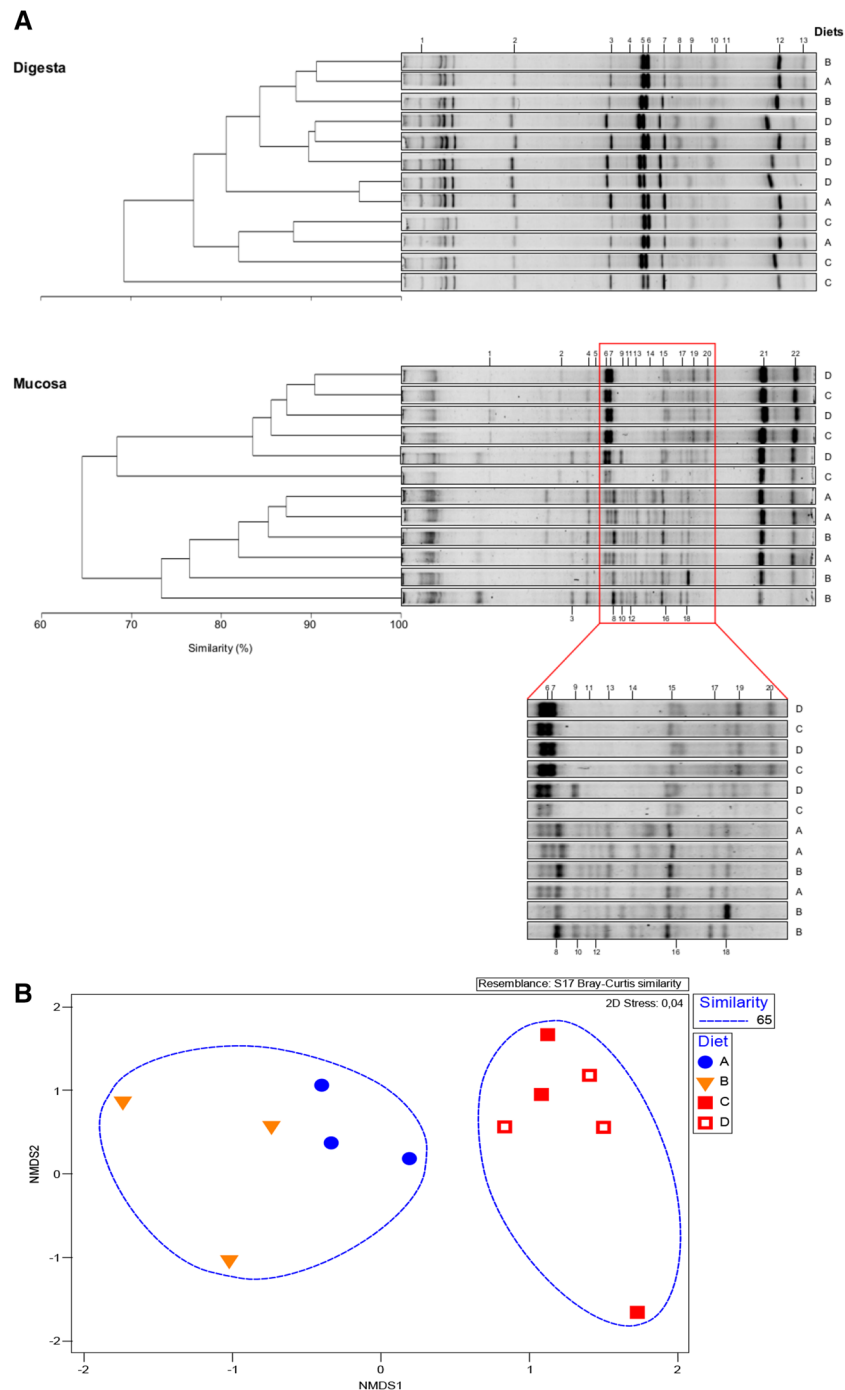 A
Diets
1 2 3 4 5 6 7 8 9 10 11 12 13
Digesta
B
A
B
D
B
D
D
A
C
A
C
C
1 2 4 5 6 7 9 11 13 14 15 17 19 20 21 22
Mucosa
D
C
D
C
D
C
A
A
B
A
B
B
3 8 10 12 16 18
60 70 80 90 100
Similarity (%)
6 7 9 11 13 14 15 17 19 20
D
C
D
C
D
C
A
A
B
A
B
B
8 10 12 16 18
B
Resemblance: S17 Bray-Curtis similarity
2D Stress: 0,04
Similarity
65
Diet
A
B
C
D
NMDS2
2
1
0
-1
-2
-2 -1 0 1 2
NMDS1